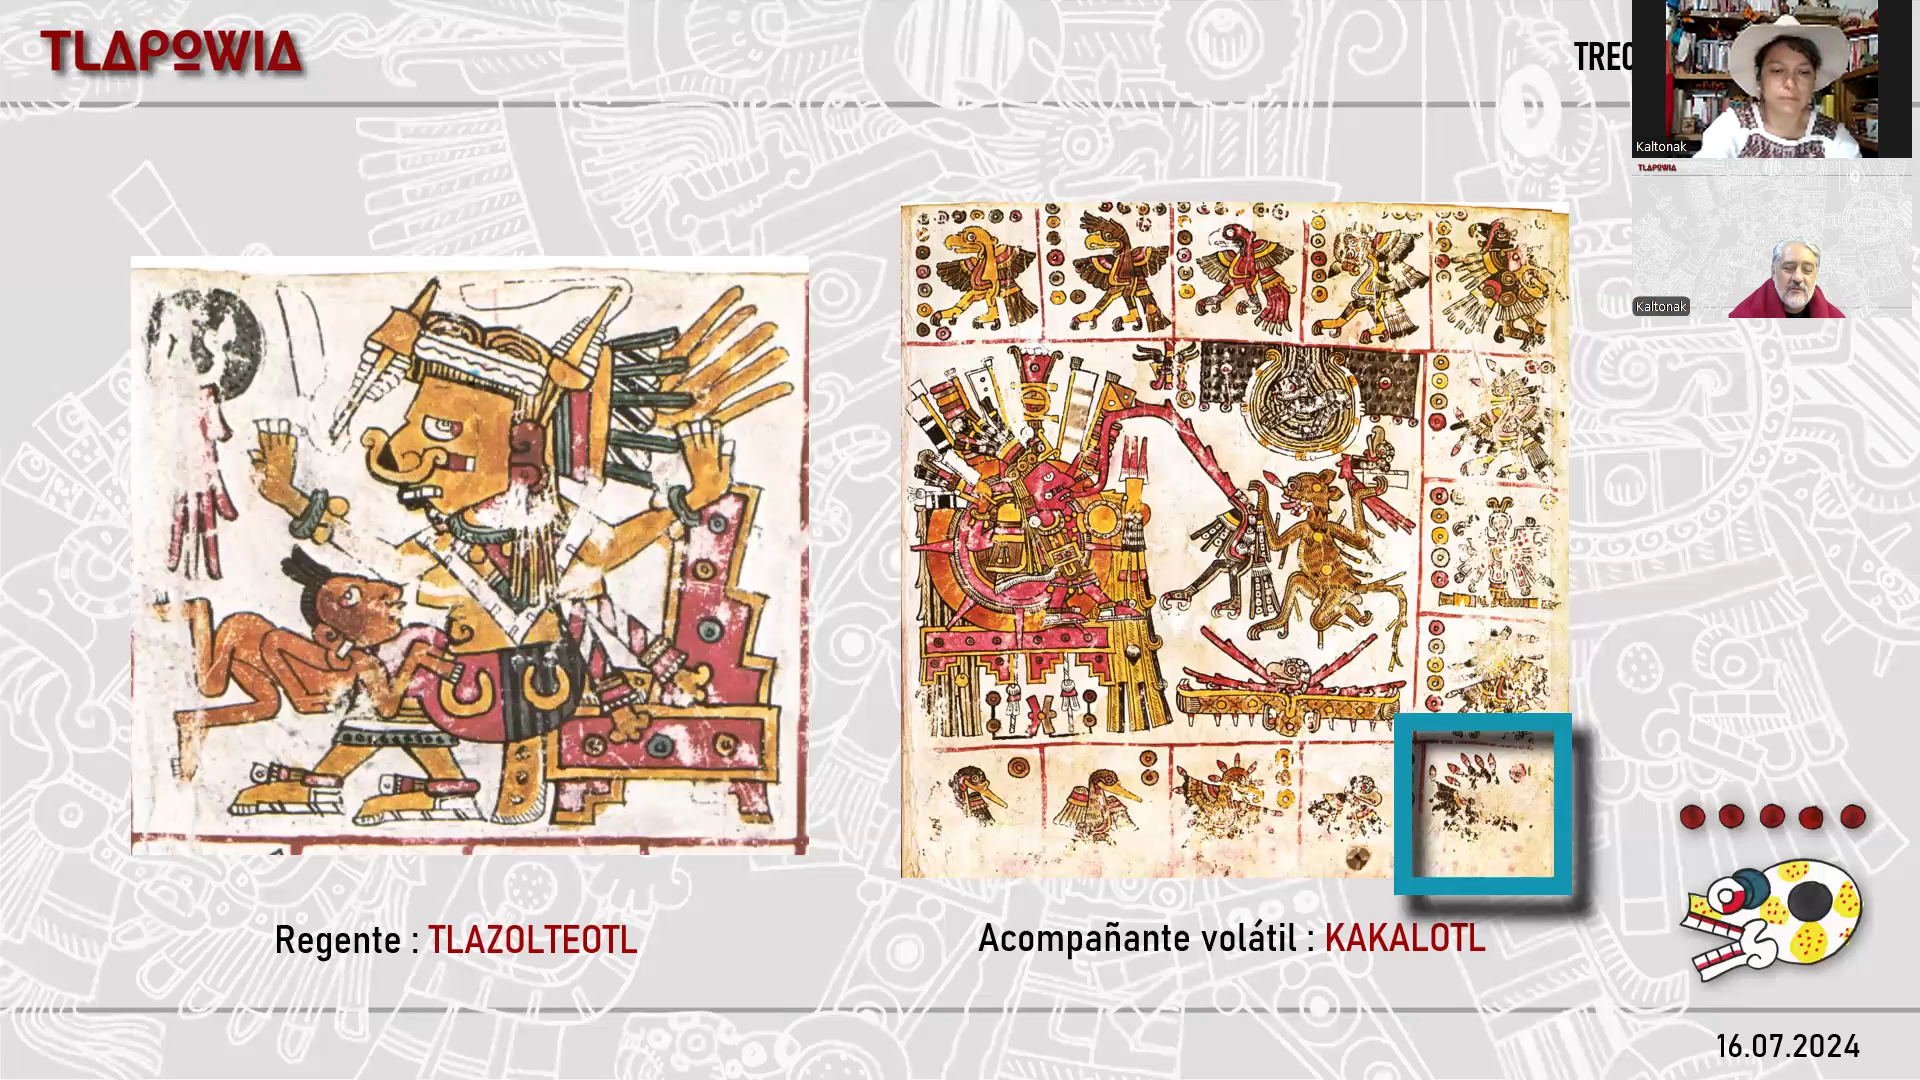 TLAPOWIA
TREC
Kaltonak
TLAPOWIA
Kaltonak
Regente : TLAZOLTEOTL
Acompañante volátil : KAKALOTL
16.07.2024